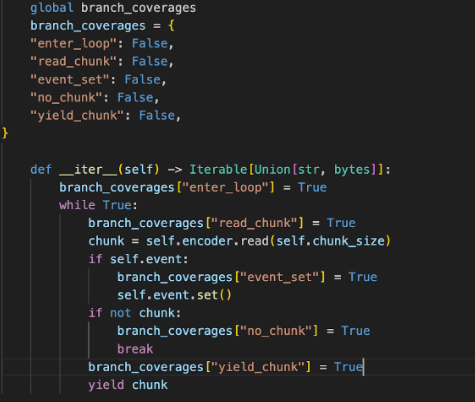 global branch_coverages
branch_coverages = {
"enter_loop": False,
"read_chunk": False,
"event_set": False,
"no_chunk": False,
"yield_chunk": False,
}
def __iter__(self) -> Iterable[Union[str, bytes]]:
branch_coverages["enter_loop"] = True
while True:
branch_coverages["read_chunk"] = True
chunk = self.encoder.read(self.chunk_size)
if self.event:
branch_coverages["event_set"] = True
self.event.set()
if not chunk:
branch_coverages["no_chunk"] = True
break
branch_coverages["yield_chunk"] = True
yield chunk